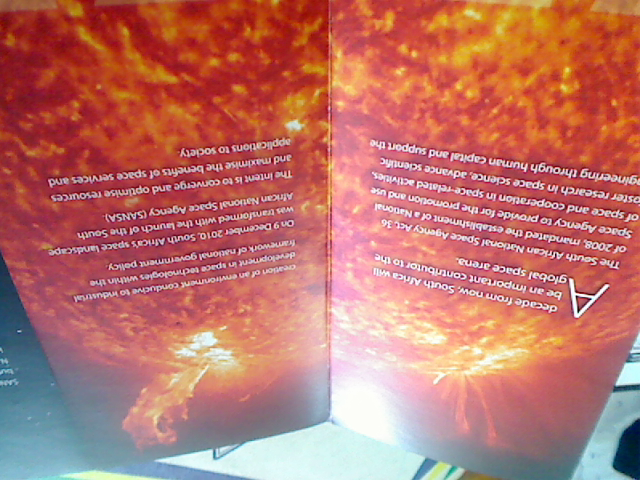 A decade from now, South Africa will
be an important contributor to the
global space arena.
The South African National Space Agency Act, 36
of 2008, mandated the establishment of a National
Space Agency to provide for the promotion and use
of space and cooperation in space-related activities,
foster research in space science, advance scientific
engineering through human capital and support the
creation of an environment conducive to industrial
development in space technologies within the
framework of national government policy.
On 9 December 2010, South Africa's space landscape
was transformed with the launch of the South
African National Space Agency (SANSA).
The intent is to converge and optimise resources
and maximise the benefits of space services and
applications to society.